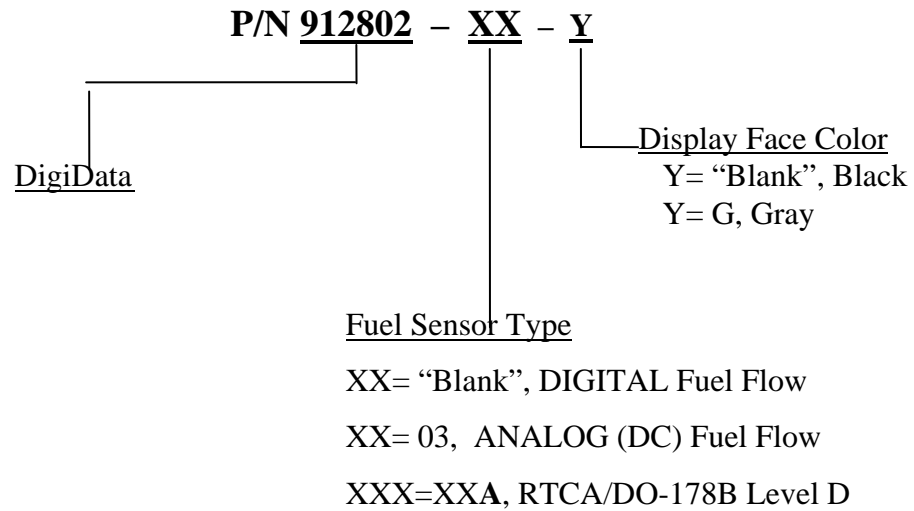 P/N 912802 – XX – Y
Display Face Color
DigiData
Y= “Blank”, Black
Y= G, Gray
Fuel Sensor Type
XX= “Blank”, DIGITAL Fuel Flow
XX= 03, ANALOG (DC) Fuel Flow
XXX=XXA, RTCA/DO-178B Level D